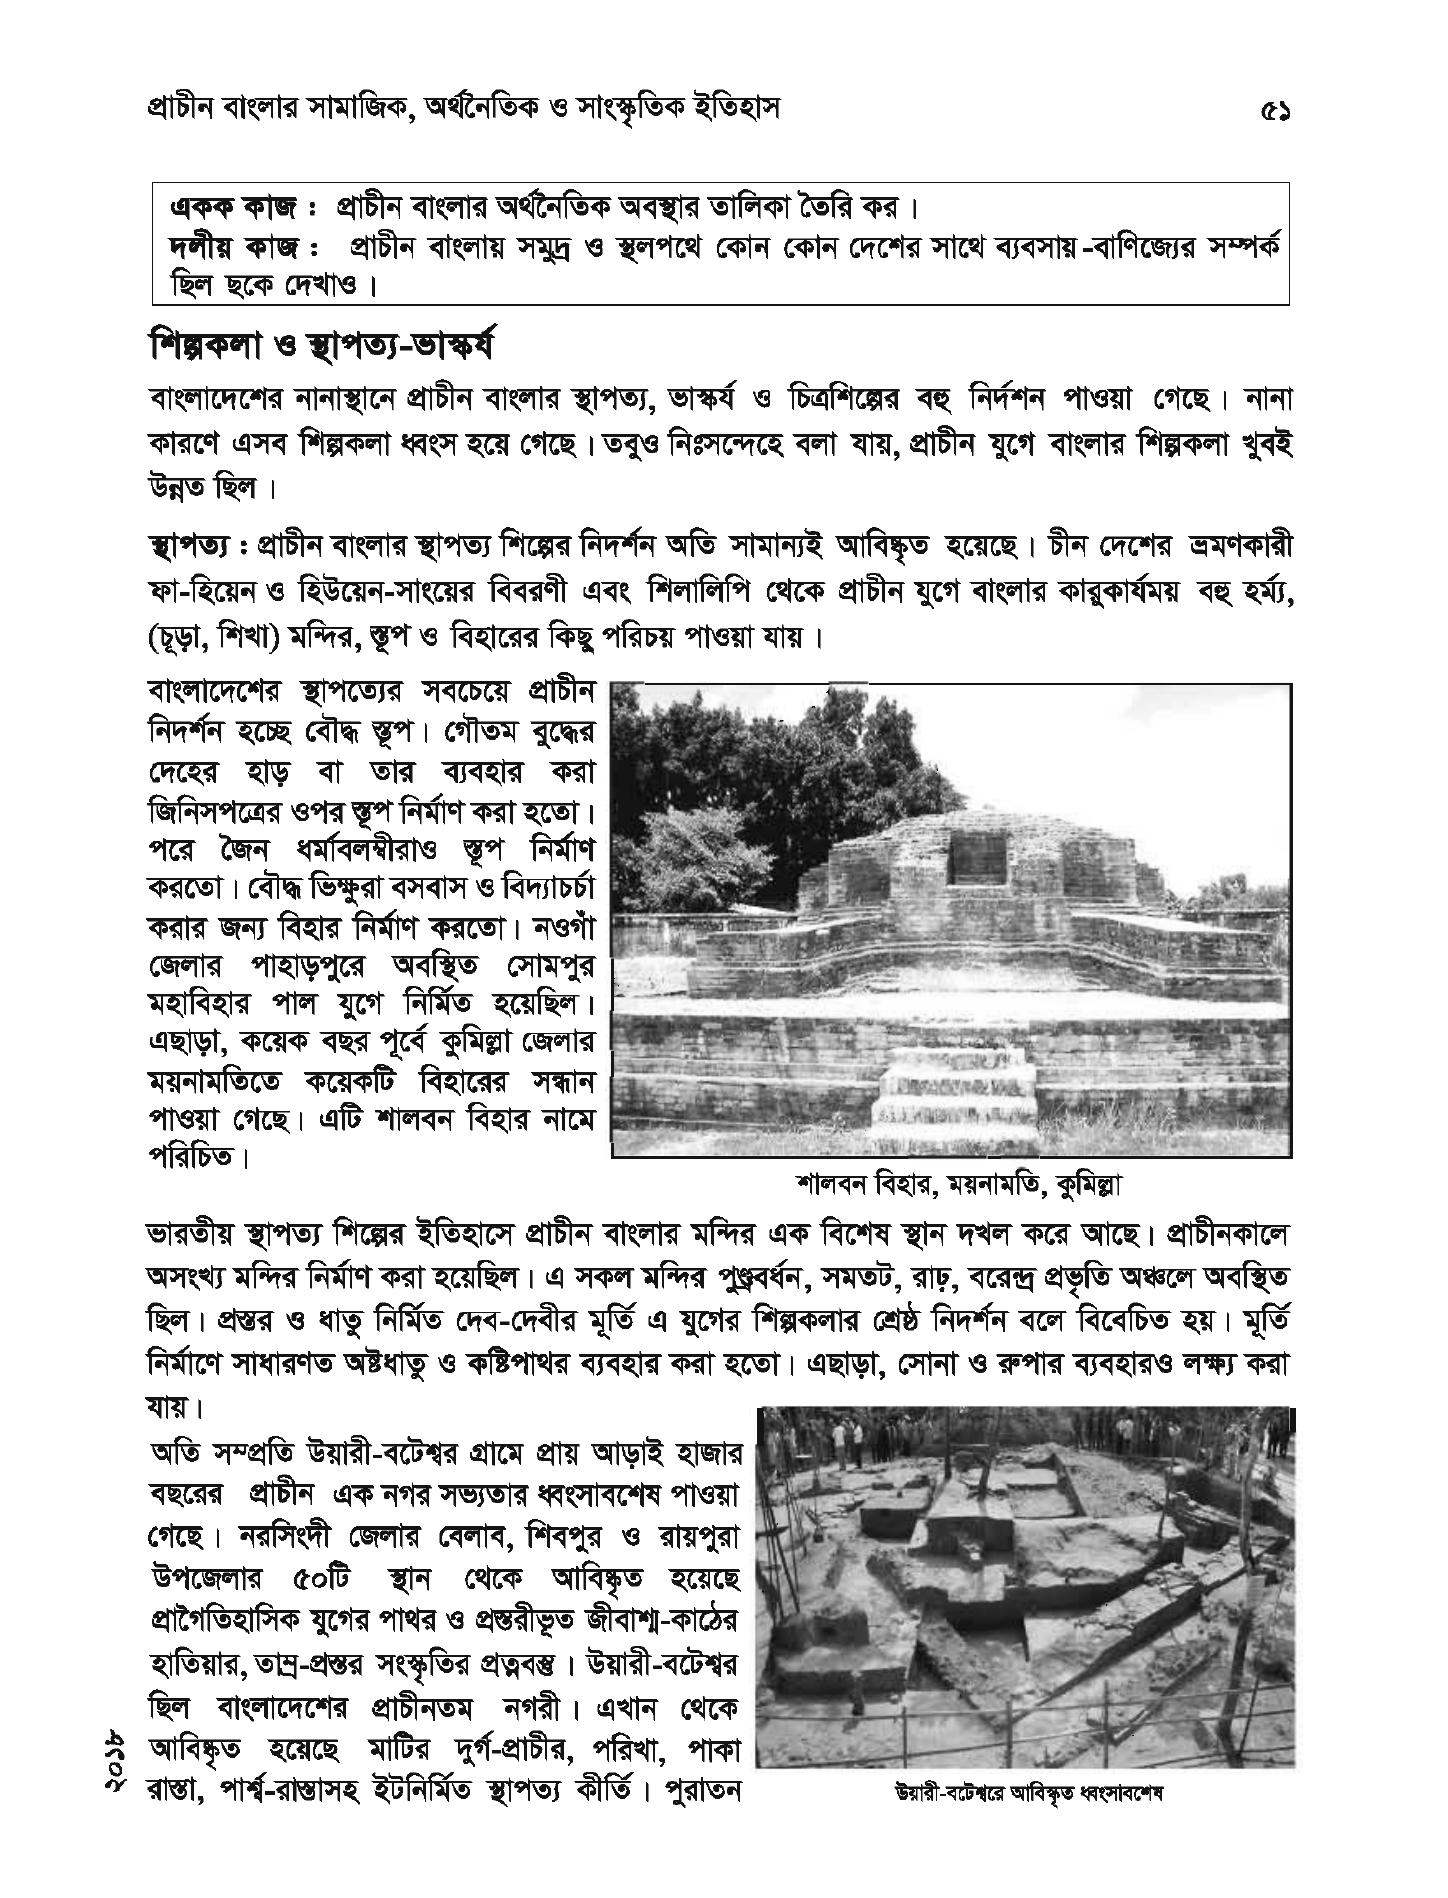 প্রাচীন বাংলার সামাজিক, অর্থনৈতিক ও সাংস্কৃতিক ইতিহাস ৫১
একক কাজ : প্রাচীন বাংলার অর্থনৈতিক অবস্থার তালিকা তৈরি কর।
দলীয় কাজ : প্রাচীন বাংলায় সমুদ্র ও স্থলপথে কোন কোন দেশের সাথে ব্যবসায়-বাণিজ্যের সম্পর্ক
ছিল ছকে দেখাও।
শিল্পকলা ও স্থাপত্য-ভাস্কর্য
বাংলাদেশের নানাস্থানে প্রাচীন বাংলার স্থাপত্য, ভাস্কর্য ও চিত্রশিল্পের বহু নির্দশন পাওয়া গেছে। নানা
কারণে এসব শিল্পকলা ধ্বংস হয়ে গেছে। তবুও নিঃসন্দেহে বলা যায়, প্রাচীন যুগে বাংলার শিল্পকলা খুবই
উন্নত ছিল।
স্থাপত্য : প্রাচীন বাংলার স্থাপত্য শিল্পের নিদর্শন অতি সামান্যই আবিষ্কৃত হয়েছে। চীন দেশের ভ্রমণকারী
ফা-হিয়েন ও হিউয়েন-সাংয়ের বিবরণী এবং শিলালিপি থেকে প্রাচীন যুগে বাংলার কারুকার্যময় বহু হর্ম্য,
(চূড়া, শিখা) মন্দির, স্তূপ ও বিহারের কিছু পরিচয় পাওয়া যায়।
বাংলাদেশের স্থাপত্যের সবচেয়ে প্রাচীন
নিদর্শন হচ্ছে বৌদ্ধ স্তূপ। গৌতম বুদ্ধের
দেহের হাড় বা তার ব্যবহার করা
জিনিসপত্রের ওপর স্তূপ নির্মাণ করা হতো।
পরে জৈন ধর্মাবলম্বীরাও স্তূপ নির্মাণ
করতো। বৌদ্ধ ভিক্ষুরা বসবাস ও বিদ্যাচর্চা
করার জন্য বিহার নির্মাণ করতো। নওগাঁ
জেলার পাহাড়পুরে অবস্থিত সোমপুর
মহাবিহার পাল যুগে নির্মিত হয়েছিল।
এছাড়া, কয়েক বছর পূর্বে কুমিল্লা জেলার
ময়নামতিতে কয়েকটি বিহারের সন্ধান
পাওয়া গেছে। এটি শালবন বিহার নামে
পরিচিত।
শালবন বিহার, ময়নামতি, কুমিল্লা
ভারতীয় স্থাপত্য শিল্পের ইতিহাসে প্রাচীন বাংলার মন্দির এক বিশেষ স্থান দখল করে আছে। প্রাচীনকালে
অসংখ্য মন্দির নির্মাণ করা হয়েছিল। এ সকল মন্দির পুণ্ড্রবর্ধন, সমতট, রাঢ়, বরেন্দ্র প্রভৃতি অঞ্চলে অবস্থিত
ছিল। প্রস্তর ও ধাতু নির্মিত দেব-দেবীর মূর্তি এ যুগের শিল্পকলার শ্রেষ্ঠ নিদর্শন বলে বিবেচিত হয়। মূর্তি
নির্মাণে সাধারণত অষ্টধাতু ও কষ্টিপাথর ব্যবহার করা হতো। এছাড়া, সোনা ও রুপার ব্যবহারও লক্ষ্য করা
যায়।
অতি সম্প্রতি উয়ারী-বটেশ্বর গ্রামে প্রায় আড়াই হাজার
বছরের প্রাচীন এক নগর সভ্যতার ধ্বংসাবশেষ পাওয়া
গেছে। নরসিংদী জেলার বেলাব, শিবপুর ও রায়পুরা
উপজেলার ৫০টি স্থান থেকে আবিষ্কৃত হয়েছে
প্রাগৈতিহাসিক যুগের পাথর ও প্রস্তরীভূত জীবাশ্ম-কাঠের
হাতিয়ার, তাম্র-প্রস্তর সংস্কৃতির প্রত্নবস্তু। উয়ারী-বটেশ্বর
ছিল বাংলাদেশের প্রাচীনতম নগরী। এখান থেকে
আবিষ্কৃত হয়েছে মাটির দুর্গ-প্রাচীর, পরিখা, পাকা
রাস্তা, পার্শ্ব-রাস্তাসহ ইটনির্মিত স্থাপত্য কীর্তি। পুরাতন
উয়ারী-বটেশ্বরে আবিস্কৃত ধ্বংসাবশেষ
২০১৮